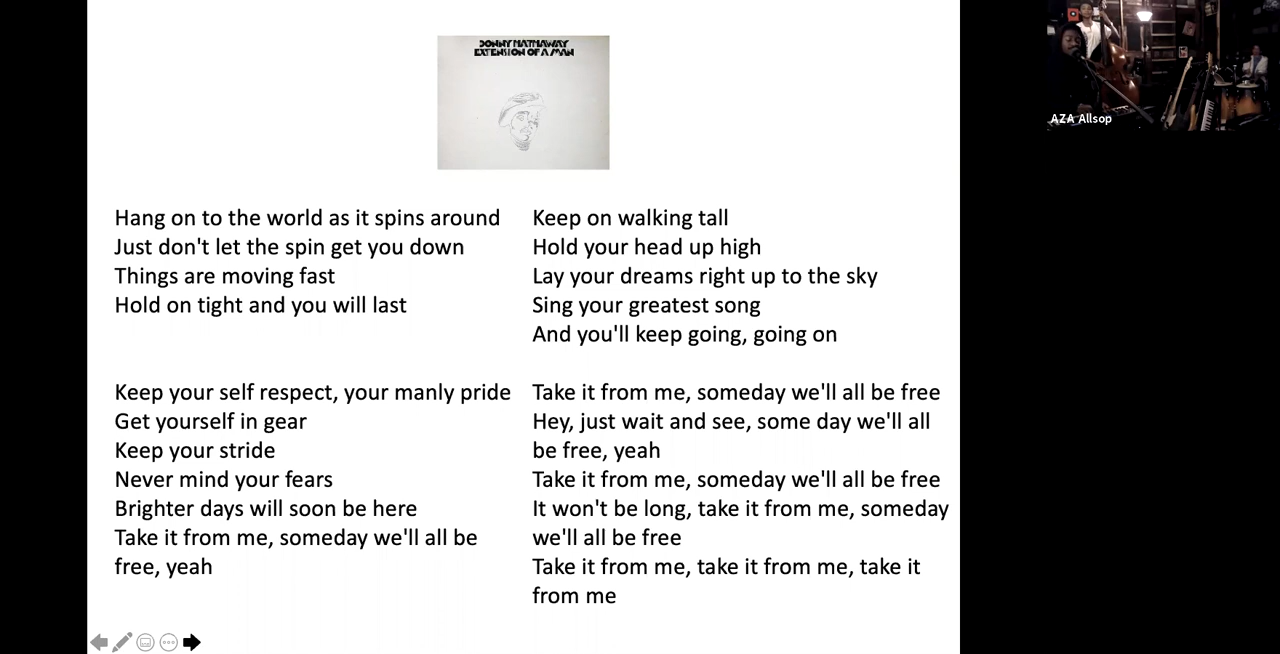 DONNY HATHAWAY
EXTENSION OF A MAN
AZA Allsop
Hang on to the world as it spins around
Just don't let the spin get you down
Things are moving fast
Hold on tight and you will last
Keep your self respect, your manly pride
Get yourself in gear
Keep your stride
Never mind your fears
Brighter days will soon be here
Take it from me, someday we'll all be
free, yeah
Keep on walking tall
Hold your head up high
Lay your dreams right up to the sky
Sing your greatest song
And you'll keep going, going on
Take it from me, someday we'll all be free
Hey, just wait and see, some day we'll all
be free, yeah
Take it from me, someday we'll all be free
It won't be long, take it from me, someday
we'll all be free
Take it from me, take it from me, take it
from me